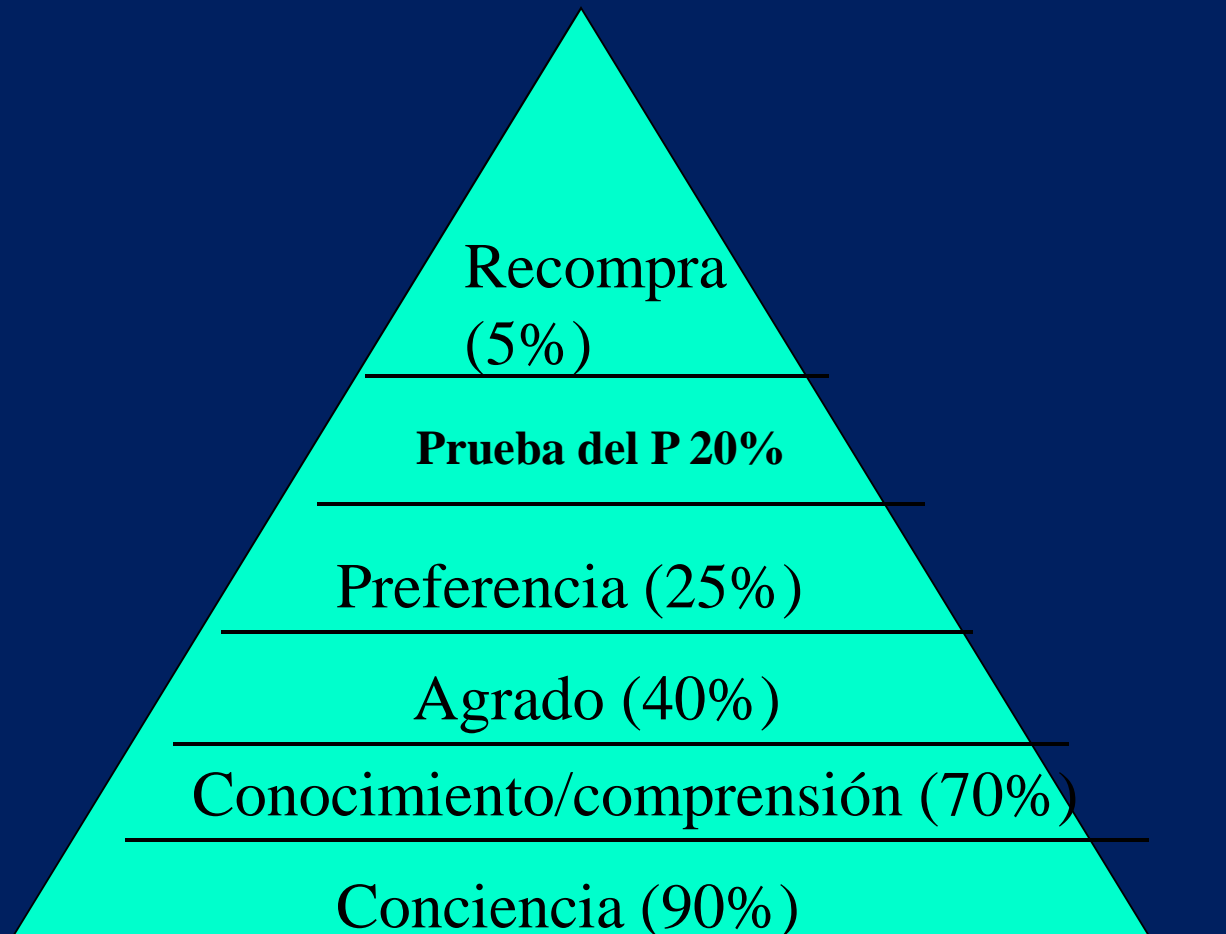 Recompra
(5%)
Prueba del P 20%
Preferencia (25%)
Agrado (40%)
Conocimiento/comprensión (70%)
Conciencia (90%)